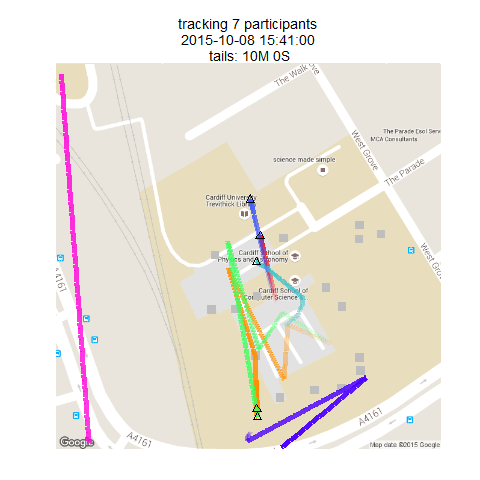 tracking 7 participants
2015-10-08 15:41:00
tails: 10M 0S
The Walk
West Grove
The Parade Esol Serv
MCA Consultants
science made simple
The Parade
Cardiff University
Trevithick Library
West Grove
Cardiff School of
Physics and Astronomy
Cardiff School of
Computer Science
A4161
A4161
A4161
Google
Map data ©2015 Google